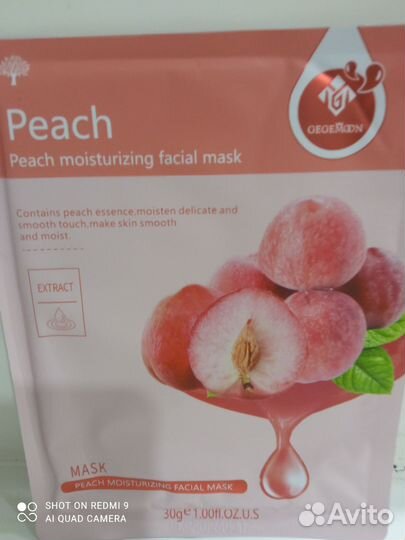 GEGEMOON
Peach
Peach moisturizing facial mask
Contains peach essence,moisten delicate and
smooth touch,make skin smooth
and moist.
EXTRACT
MASK
PEACH MOISTURIZING FACIAL MASK
30g℮1.00fl.OZ.U.S
SHOT ON REDMI 9
AI QUAD CAMERA
Avito